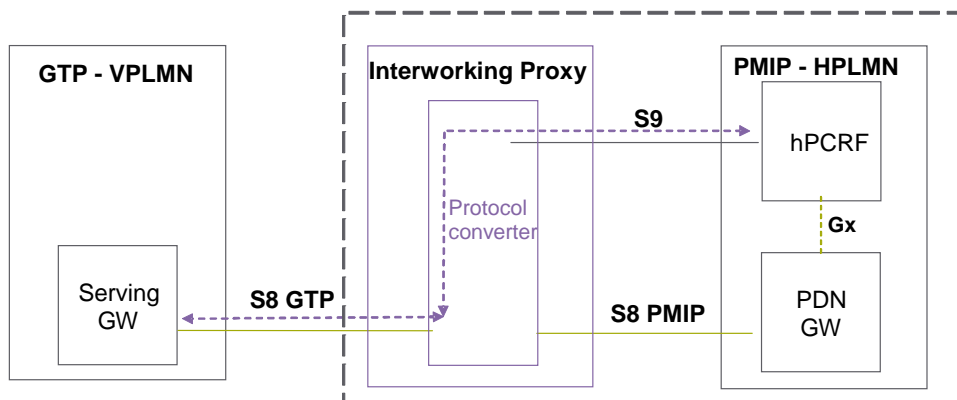 GTP - VPLMN
Interworking Proxy
PMIP - HPLMN
S9
hPCRF
Protocol
converter
Gx
Serving
GW
S8 GTP
S8 PMIP
PDN
GW